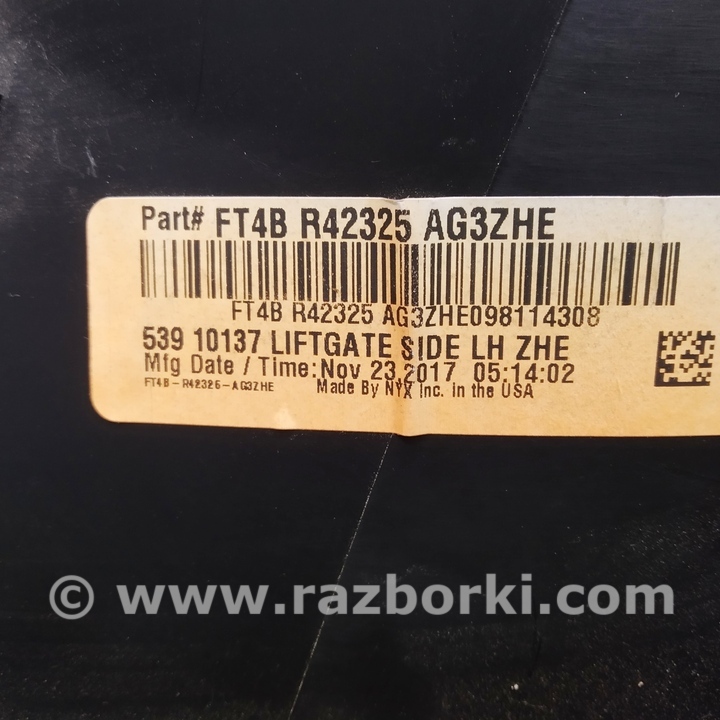 Part# FT4B R42325 AG3ZHE
FT4B R42325 AG3ZHE098114308
539 10137 LIFTGATE SIDE LH ZHE
Mfg Date / Time:Nov 23 2017 05:14:02
FT4B-R42325-AG3ZHE Made By NYX Inc. in the USA
© www.razborki.com